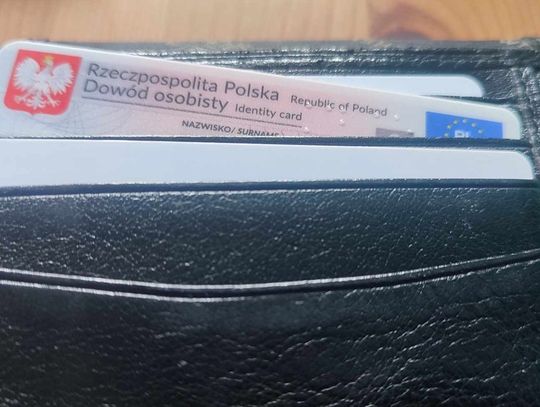 Rzeczpospolita Polska Republic of Poland
Dowód osobisty Identity card
NAZWISKO/ SURNAME
PL